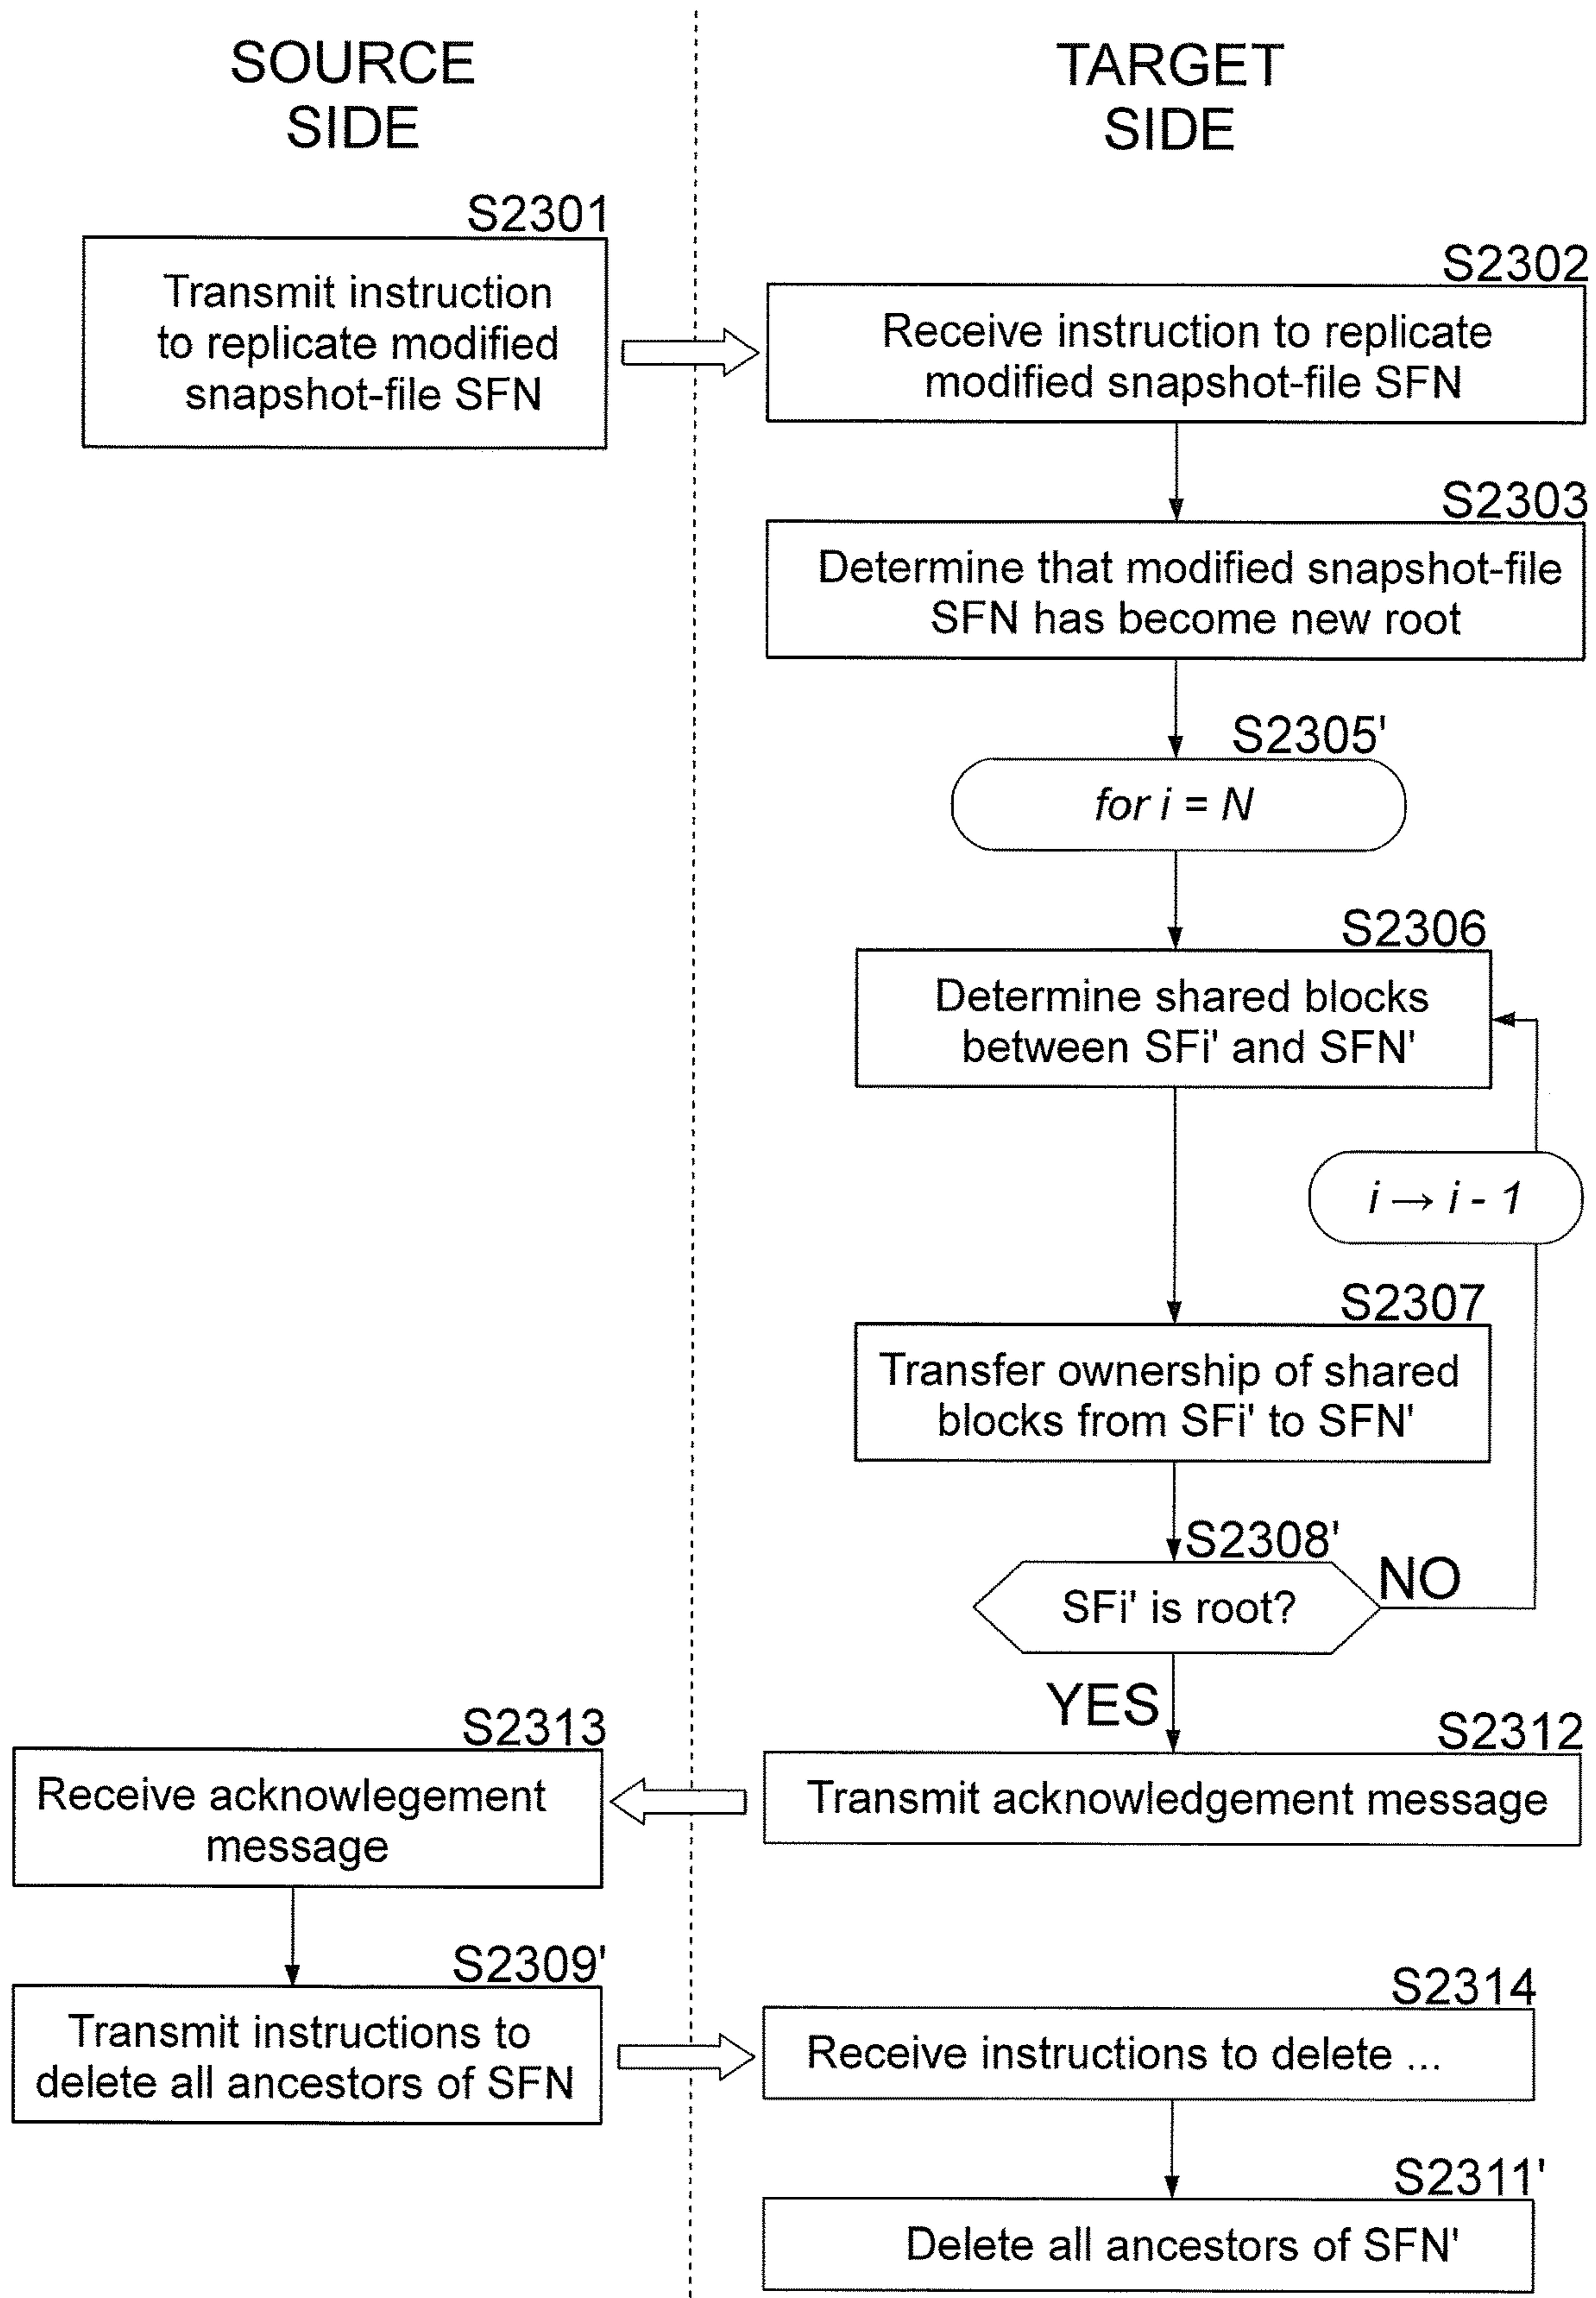 SOURCE
SIDE
TARGET
SIDE
S2301
Transmit instruction
to replicate modified
snapshot-file SFN
S2302
Receive instruction to replicate
modified snapshot-file SFN
S2303
Determine that modified snapshot-file
SFN has become new root
S2305'
for i = N
S2306
Determine shared blocks
between SFi' and SFN'
i → i - 1
S2307
Transfer ownership of shared
blocks from SFi' to SFN'
S2308'
SFi' is root?
NO
YES
S2312
Transmit acknowledgement message
S2313
Receive acknowlegement
message
S2309'
Transmit instructions to
delete all ancestors of SFN
S2314
Receive instructions to delete ...
S2311'
Delete all ancestors of SFN'